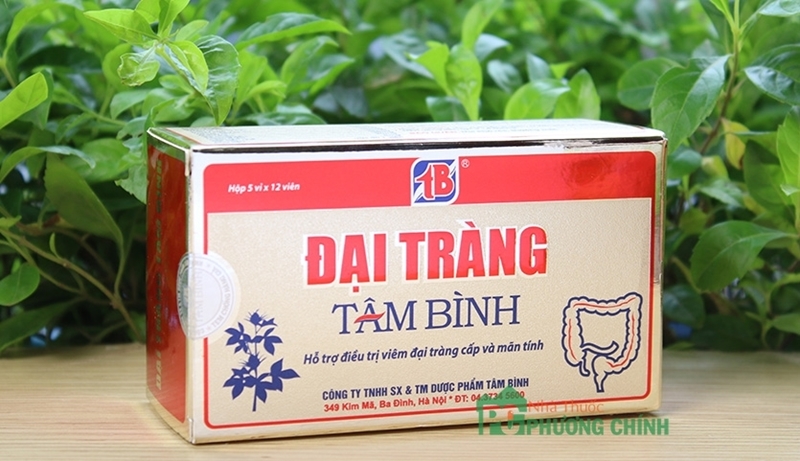 Hộp 5 vỉ x 12 viên
tB®
ĐẠI TRÀNG
TÂM BÌNH
Hỗ trợ điều trị viêm đại tràng cấp và mãn tính
CÔNG TY TNHH SX & TM DƯỢC PHẨM TÂM BÌNH
349 Kim Mã, Ba Đình, Hà Nội * ĐT: 04.3734 5600
Nhà Thuốc
PHƯƠNG CHÍNH